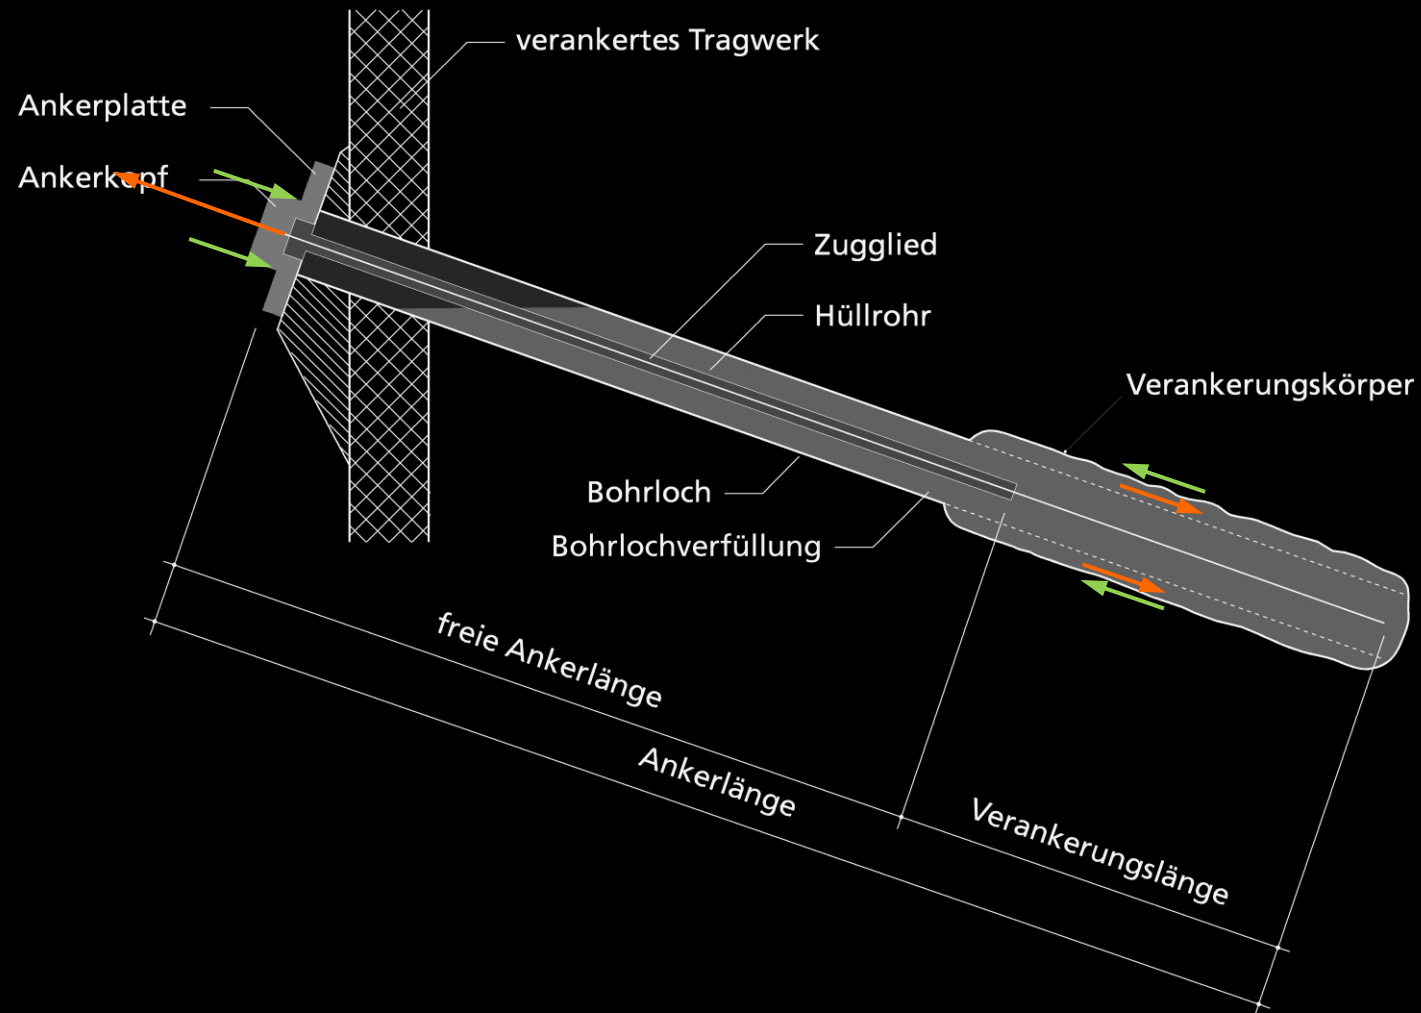 verankertes Tragwerk
Ankerplatte
Ankerkopf
Zugglied
Hüllrohr
Verankerungskörper
Bohrloch
Bohrlochverfüllung
freie Ankerlänge
Ankerlänge
Verankerungslänge